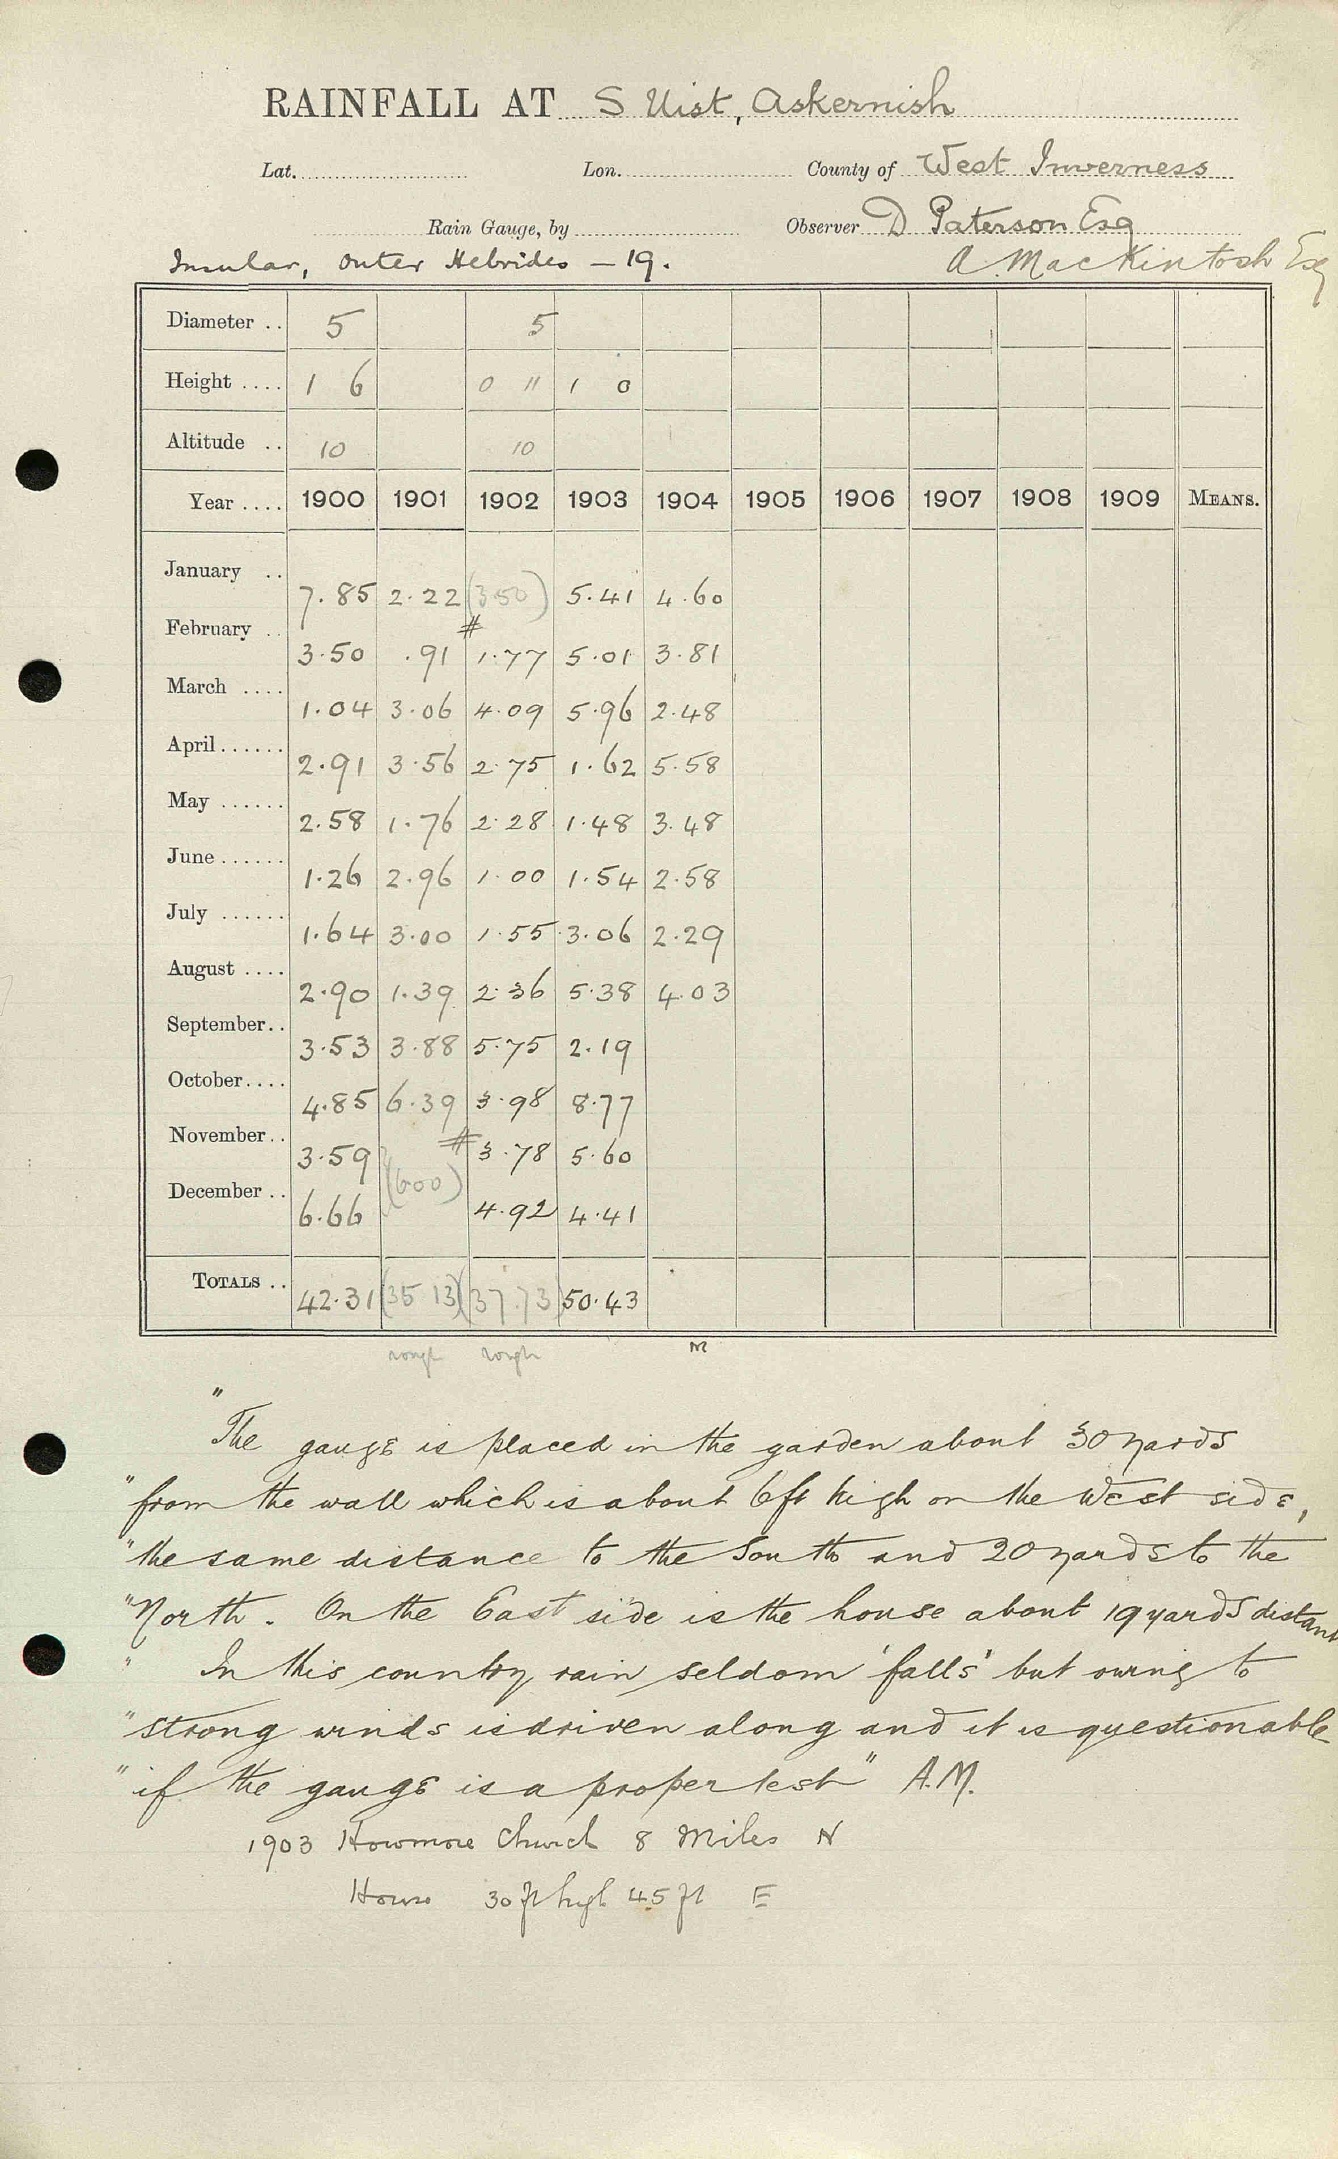 RAINFALL AT S Uist, Askernish
Lat. Lon. County of West Inverness
Rain Gauge, by Observer D Paterson Esq
Insular, Outer Hebrides – 19. A. MacKintosh Esq
Diameter .. 5 5
Height .... 1 6 0 11 1 0
Altitude .. 10 10
Year .... 1900 1901 1902 1903 1904 1905 1906 1907 1908 1909 MEANS.
January .. 7.85 2.22 (350) 5.41 4.60
February .. 3.50 .91 # 1.77 5.01 3.81
March .... 1.04 3.06 4.09 5.96 2.48
April ...... 2.91 3.56 2.75 1.62 5.58
May ...... 2.58 1.76 2.28 1.48 3.48
June ...... 1.26 2.96 1.00 1.54 2.58
July ...... 1.64 3.00 1.55 3.06 2.29
August .... 2.90 1.39 2.36 5.38 4.03
September.. 3.53 3.88 5.75 2.19
October.... 4.85 6.39 3.98 8.77
November.. 3.59 # 3.78 5.60
December .. 6.66 (600) 4.92 4.41
TOTALS .. 42.31 (35 13) (37.73) 50.43
rough rough M
"The gauge is placed in the garden about 30 yards
"from the wall which is about 6ft high on the West side,
"the same distance to the South and 20 yards to the
"North. On the East side is the house about 19 yards distant
" In this country rain seldom 'falls' but owing to
"strong winds is driven along and it is questionable
"if the gauge is a proper test" A.M.
1903 Howmore Church 8 Miles N
House 30 ft high 45 ft E